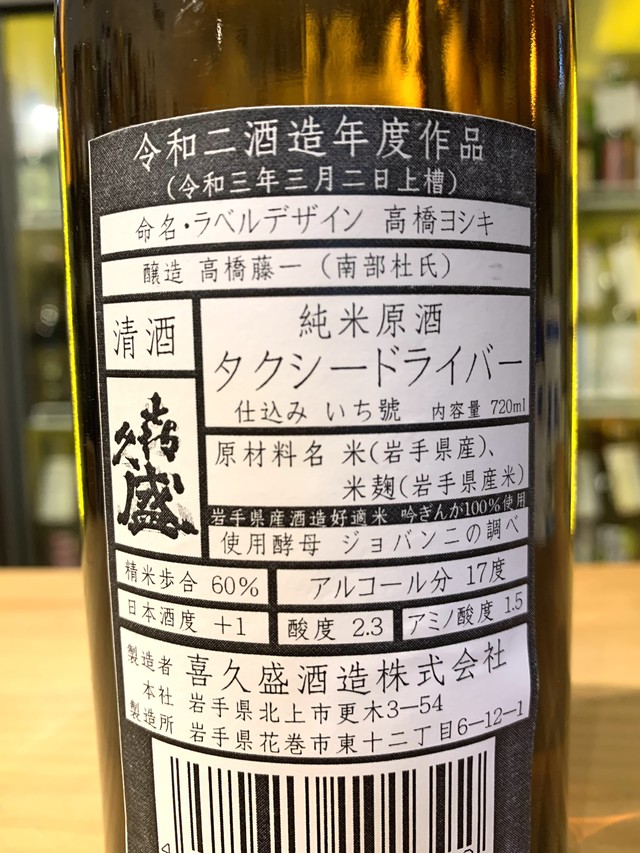 令和二酒造年度作品
(令和三年三月二日上槽)
命名・ラベルデザイン 高橋ヨシキ
醸造 高橋藤一（南部杜氏）
清酒
純米原酒
タクシードライバー
仕込み いち號 内容量 720ml
喜久盛
原材料名 米(岩手県産)、
米麹(岩手県産米)
岩手県産酒造好適米 吟ぎんが100%使用
使用酵母 ジョバンニの調べ
精米歩合 60% アルコール分 17度
日本酒度 +1 酸度 2.3 アミノ酸度 1.5
製造者 喜久盛酒造株式会社
本社 岩手県北上市更木3-54
製造所 岩手県花巻市東十二丁目6-12-1